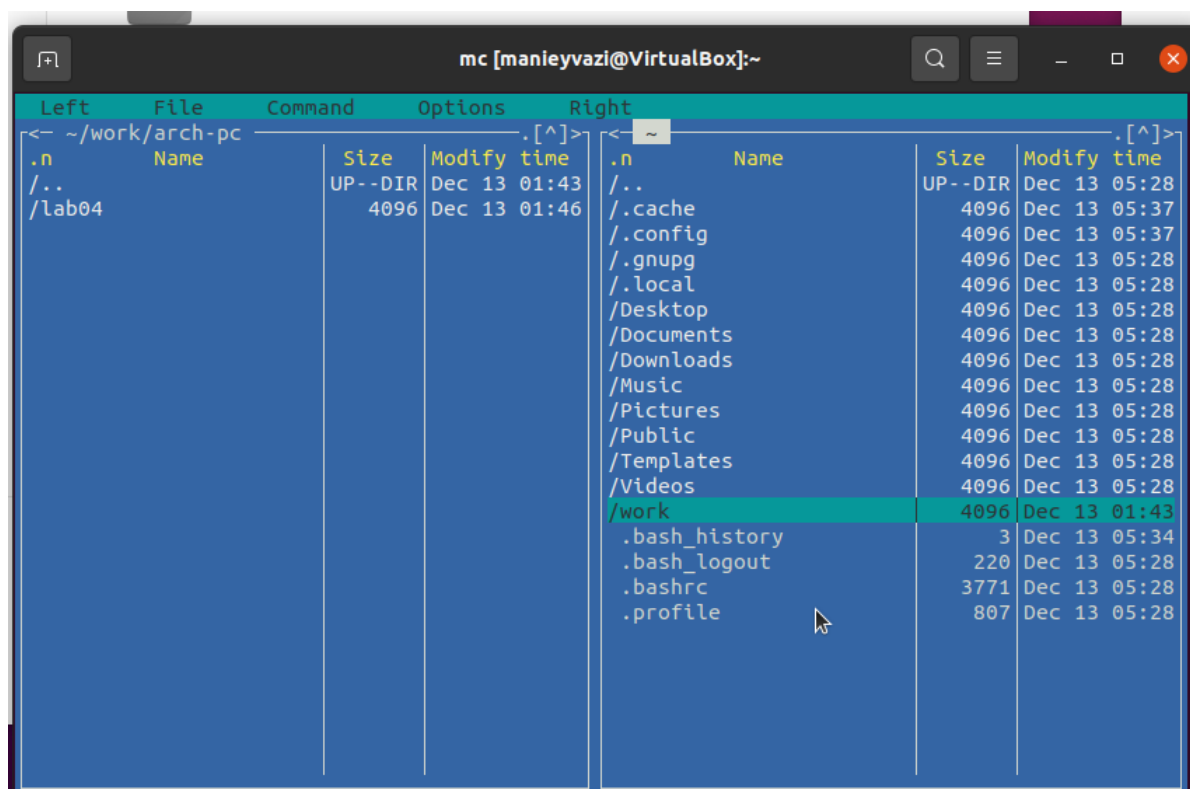 mc [manieyvazi@VirtualBox]:~
Left File Command Options Right
<— ~/work/arch-pc —.[^]>
.n Name Size Modify time
/.. UP--DIR Dec 13 01:43
/lab04 4096 Dec 13 01:46
<— ~ —.[^]>
.n Name Size Modify time
/.. UP--DIR Dec 13 05:28
/.cache 4096 Dec 13 05:37
/.config 4096 Dec 13 05:37
/.gnupg 4096 Dec 13 05:28
/.local 4096 Dec 13 05:28
/Desktop 4096 Dec 13 05:28
/Documents 4096 Dec 13 05:28
/Downloads 4096 Dec 13 05:28
/Music 4096 Dec 13 05:28
/Pictures 4096 Dec 13 05:28
/Public 4096 Dec 13 05:28
/Templates 4096 Dec 13 05:28
/Videos 4096 Dec 13 05:28
/work 4096 Dec 13 01:43
.bash_history 3 Dec 13 05:34
.bash_logout 220 Dec 13 05:28
.bashrc 3771 Dec 13 05:28
.profile 807 Dec 13 05:28